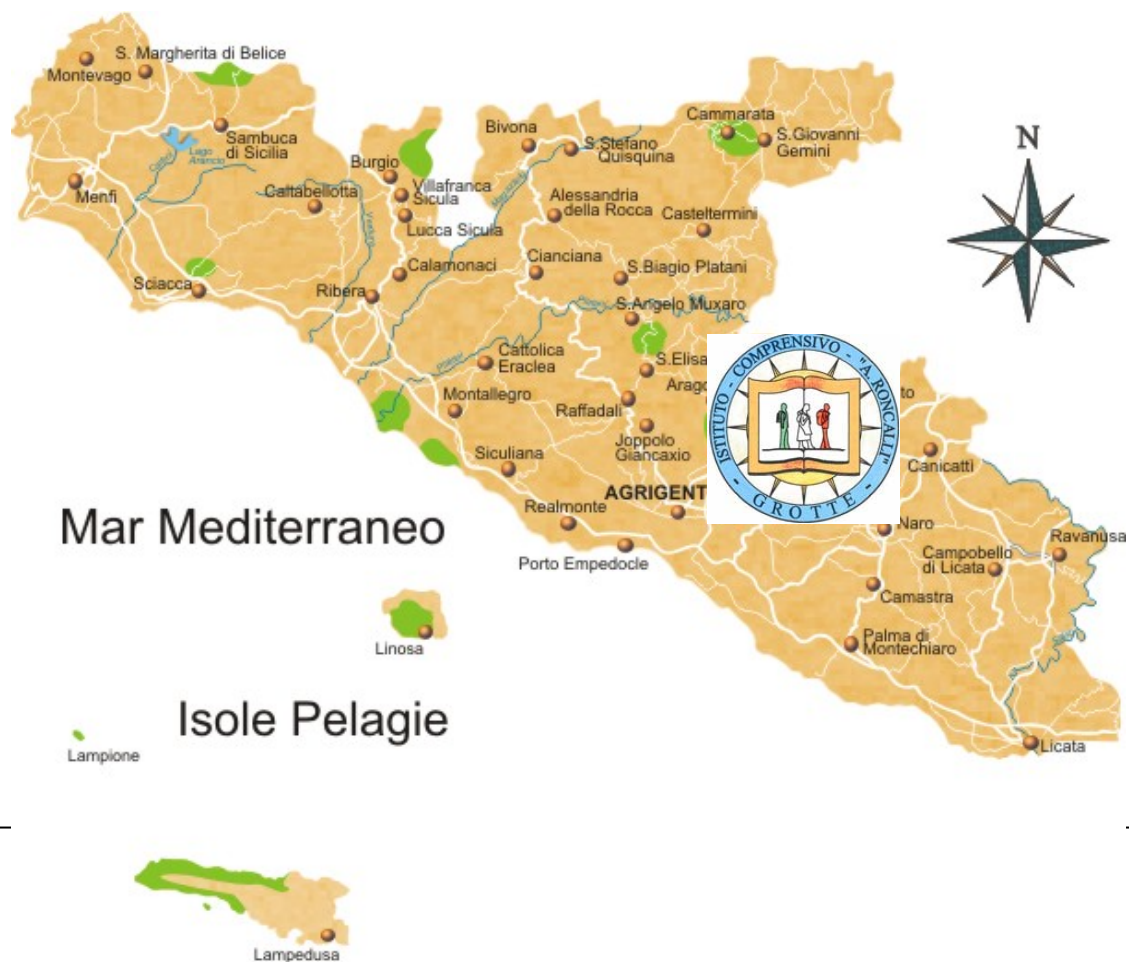 S. Margherita di Belice
Montevago
Sambuca
di Sicilia
Lago
Arancio
Menfi
Caltabellotta
Sciacca
Burgio
Villafranca
Sicula
Lucca Sicula
Calamonaci
Ribera
Bivona
S.Stefano
Quisquina
Cammarata
S.Giovanni
Gemini
Alessandria
della Rocca
Casteltermini
Cianciana
S.Biagio Platani
S.Angelo Muxaro
Cattolica
Eraclea
S.Elisa
Arago
Montallegro
Raffadali
Joppolo
Giancaxio
Siculiana
AGRIGENT
Realmonte
Porto Empedocle
ISTITUTO - COMPRENSIVO - "A. RONCALLI"
- GROTTE -
to
Canicattì
Naro
Ravanusa
Campobello
di Licata
Camastra
Palma di
Montechiaro
Licata
N
Mar Mediterraneo
Linosa
Isole Pelagie
Lampione
Lampedusa